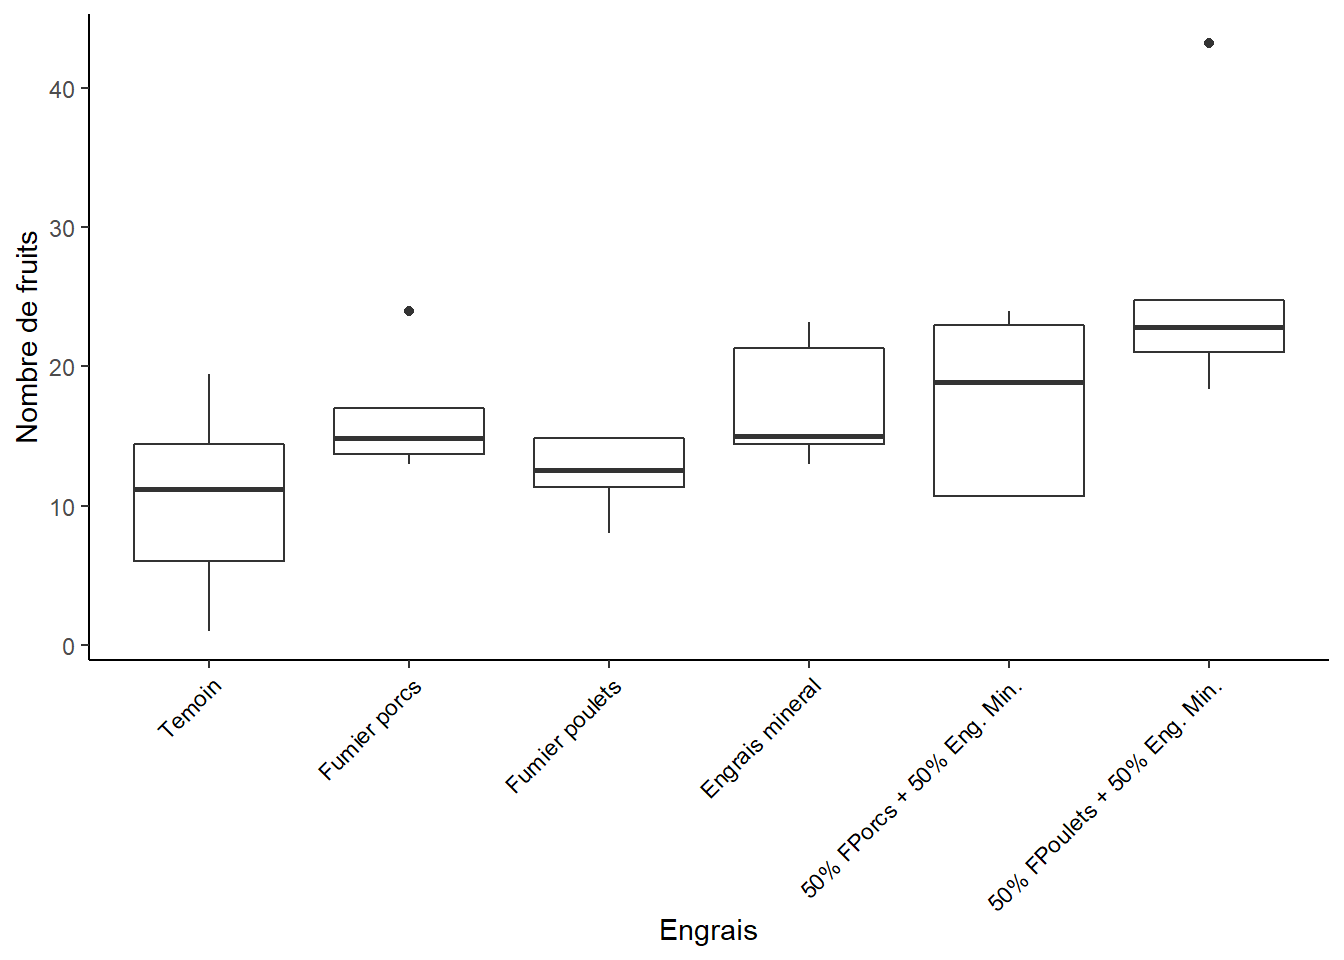 Nombre de fruits
40
30
20
10
0
Temoin
Fumier porcs
Fumier poulets
Engrais mineral
50% FPorcs + 50% Eng. Min.
50% FPoulets + 50% Eng. Min.
Engrais